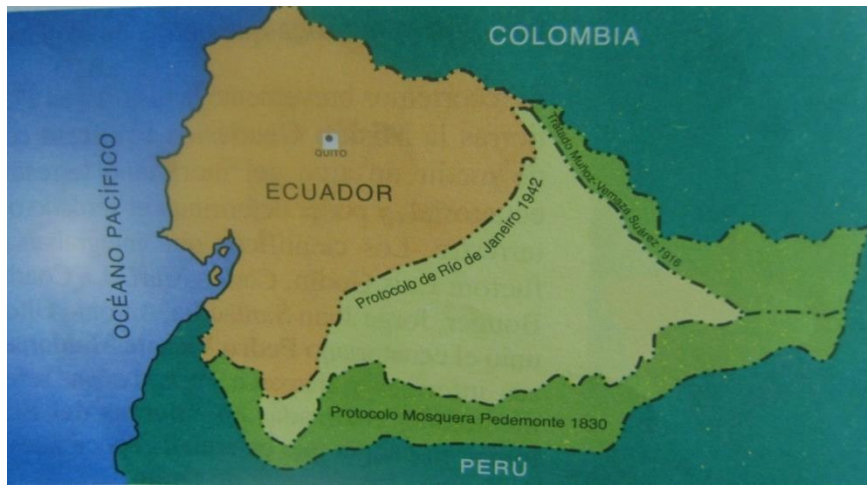 COLOMBIA
OCÉANO PACÍFICO
QUITO
ECUADOR
Protocolo de Río de Janeiro 1942
Tratado Muñoz-Vernaza Suárez 1916
Protocolo Mosquera Pedemonte 1830
PERÚ